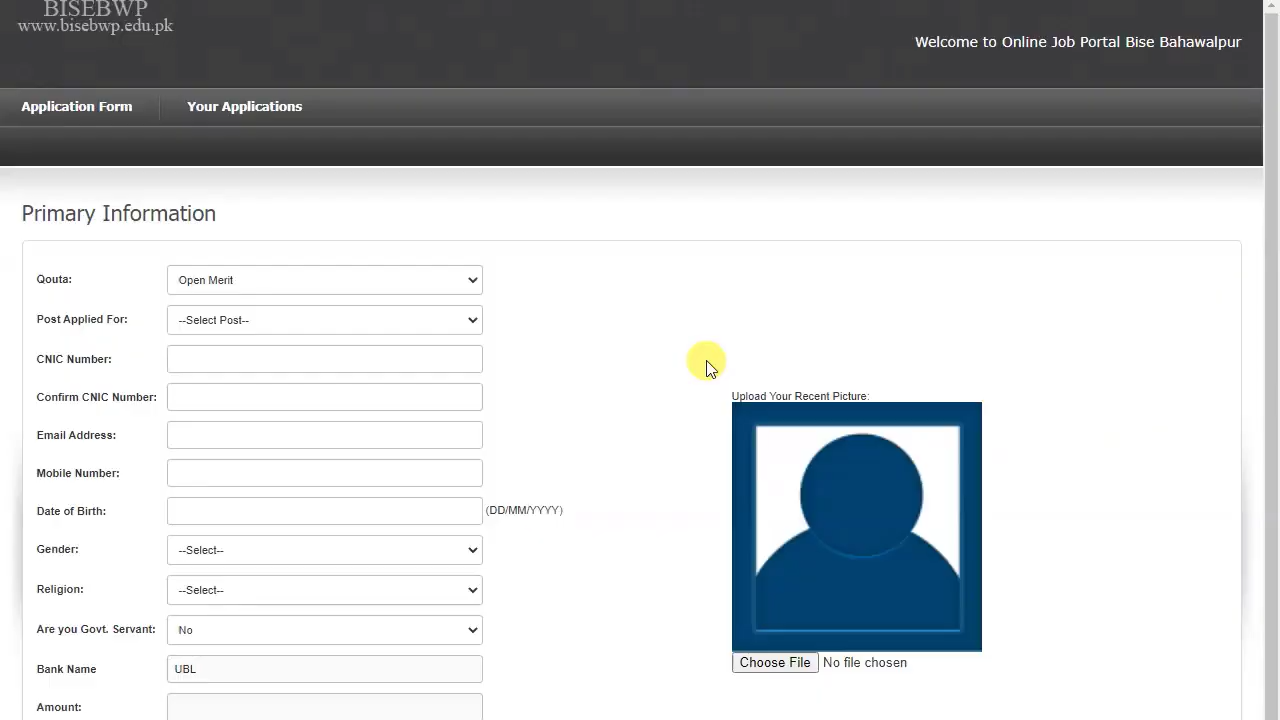 BISEBWP
www.bisebwp.edu.pk
Welcome to Online Job Portal Bise Bahawalpur
Application Form
Your Applications
Primary Information
Qouta: Open Merit
Post Applied For: --Select Post--
CNIC Number:
Confirm CNIC Number:
Upload Your Recent Picture:
Email Address:
Mobile Number:
Date of Birth: (DD/MM/YYYY)
Gender: --Select--
Religion: --Select--
Are you Govt. Servant: No
Bank Name UBL
Choose File No file chosen
Amount: